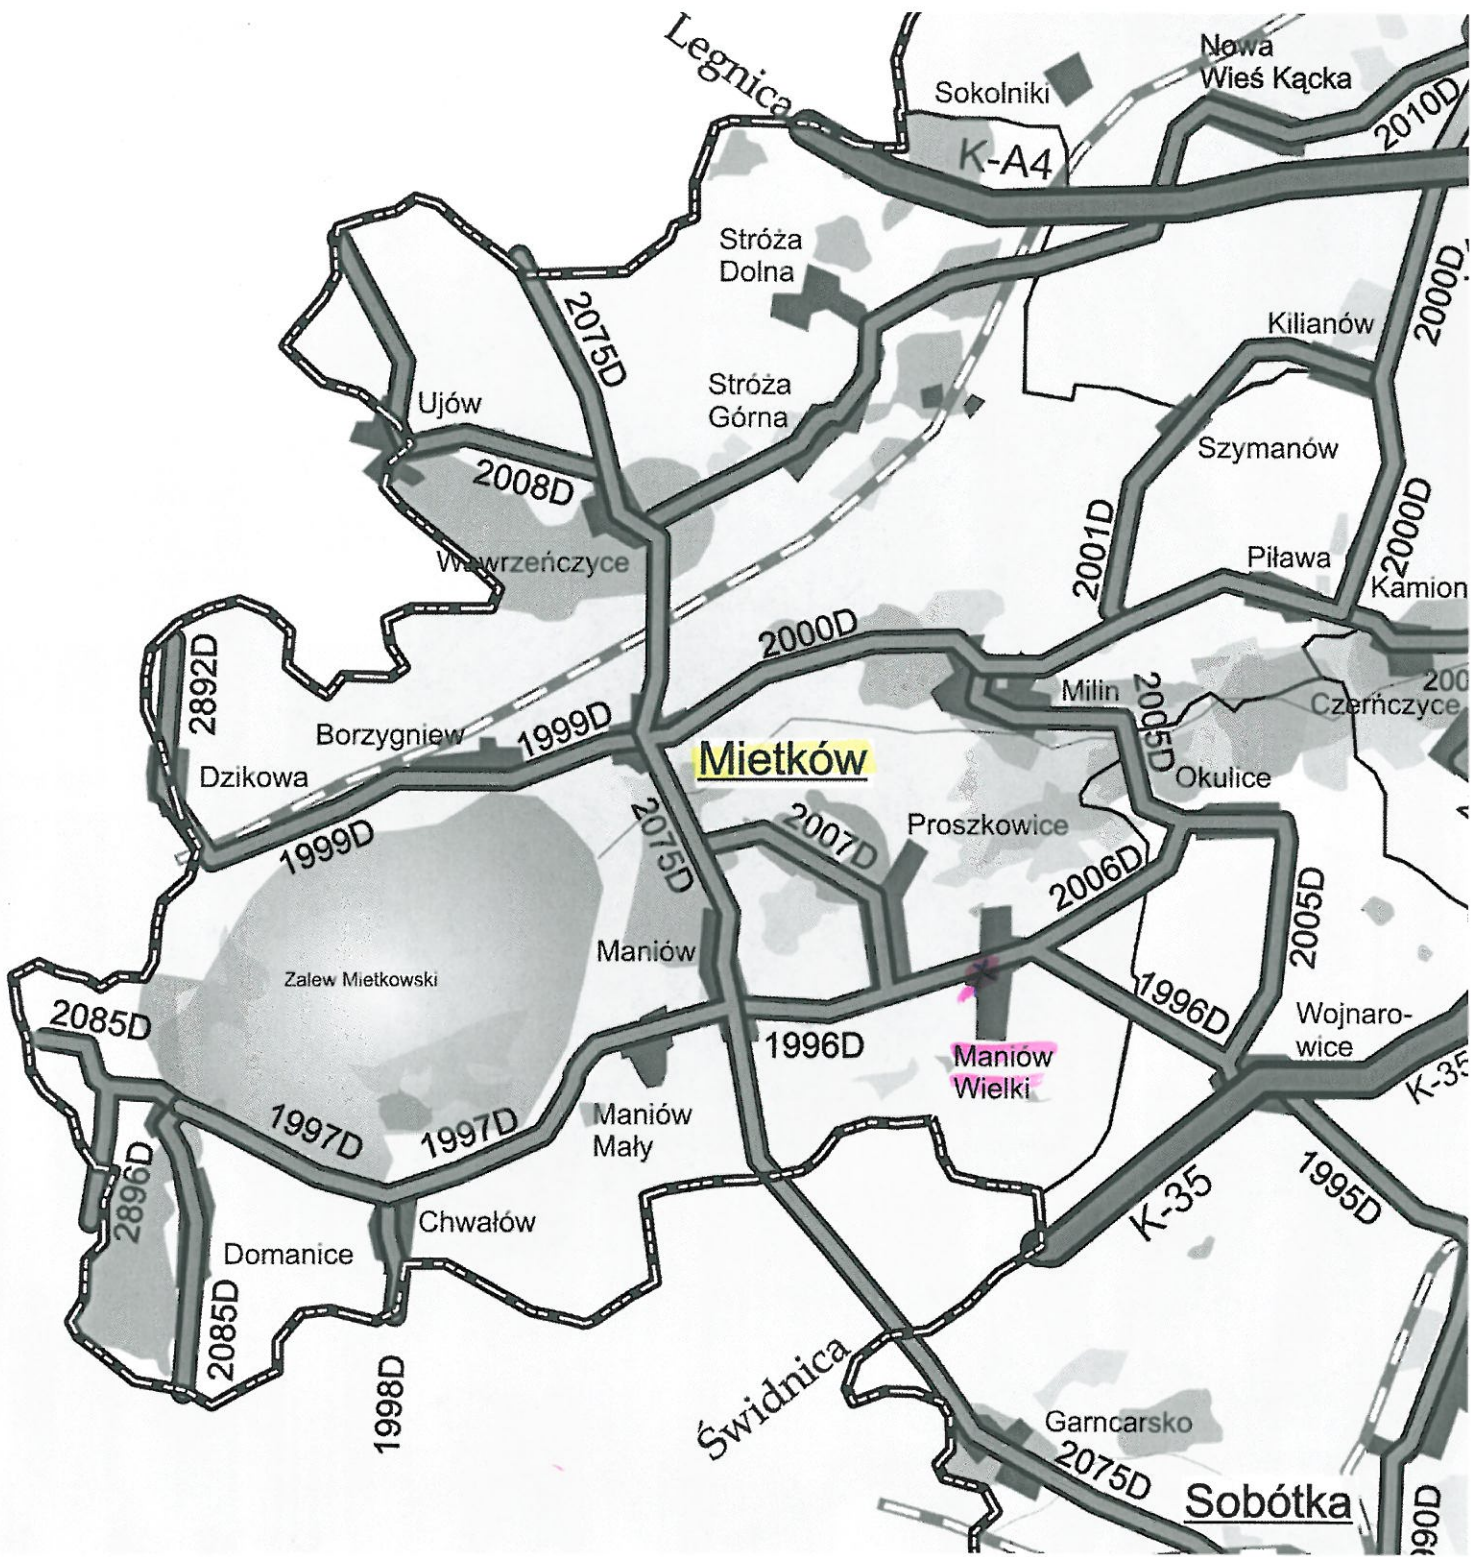 Legnica
Nowa
Wieś Kącka
Sokolniki
2010D
K-A4
Stróża
Dolna
2000D
2075D
Kilianów
Stróża
Górna
Ujów
Szymanów
2008D
2001D
2000D
Wawrzeńczyce
Piława
Kamion
2000D
2892D
Milin
2005D
200
Czerńczyce
Borzygniew
1999D
Mietków
Dzikowa
Okulice
2075D
2007D
Proszkowice
1999D
2006D
2005D
Maniów
Zalew Mietkowski
1996D
2085D
1996D
Wojnaro-
wice
Maniów
Wielki
K-35
1997D
1997D
Maniów
Mały
2896D
1995D
K-35
Chwałów
Domanice
2085D
1998D
Świdnica
Garncarsko
2075D
Sobótka
990D